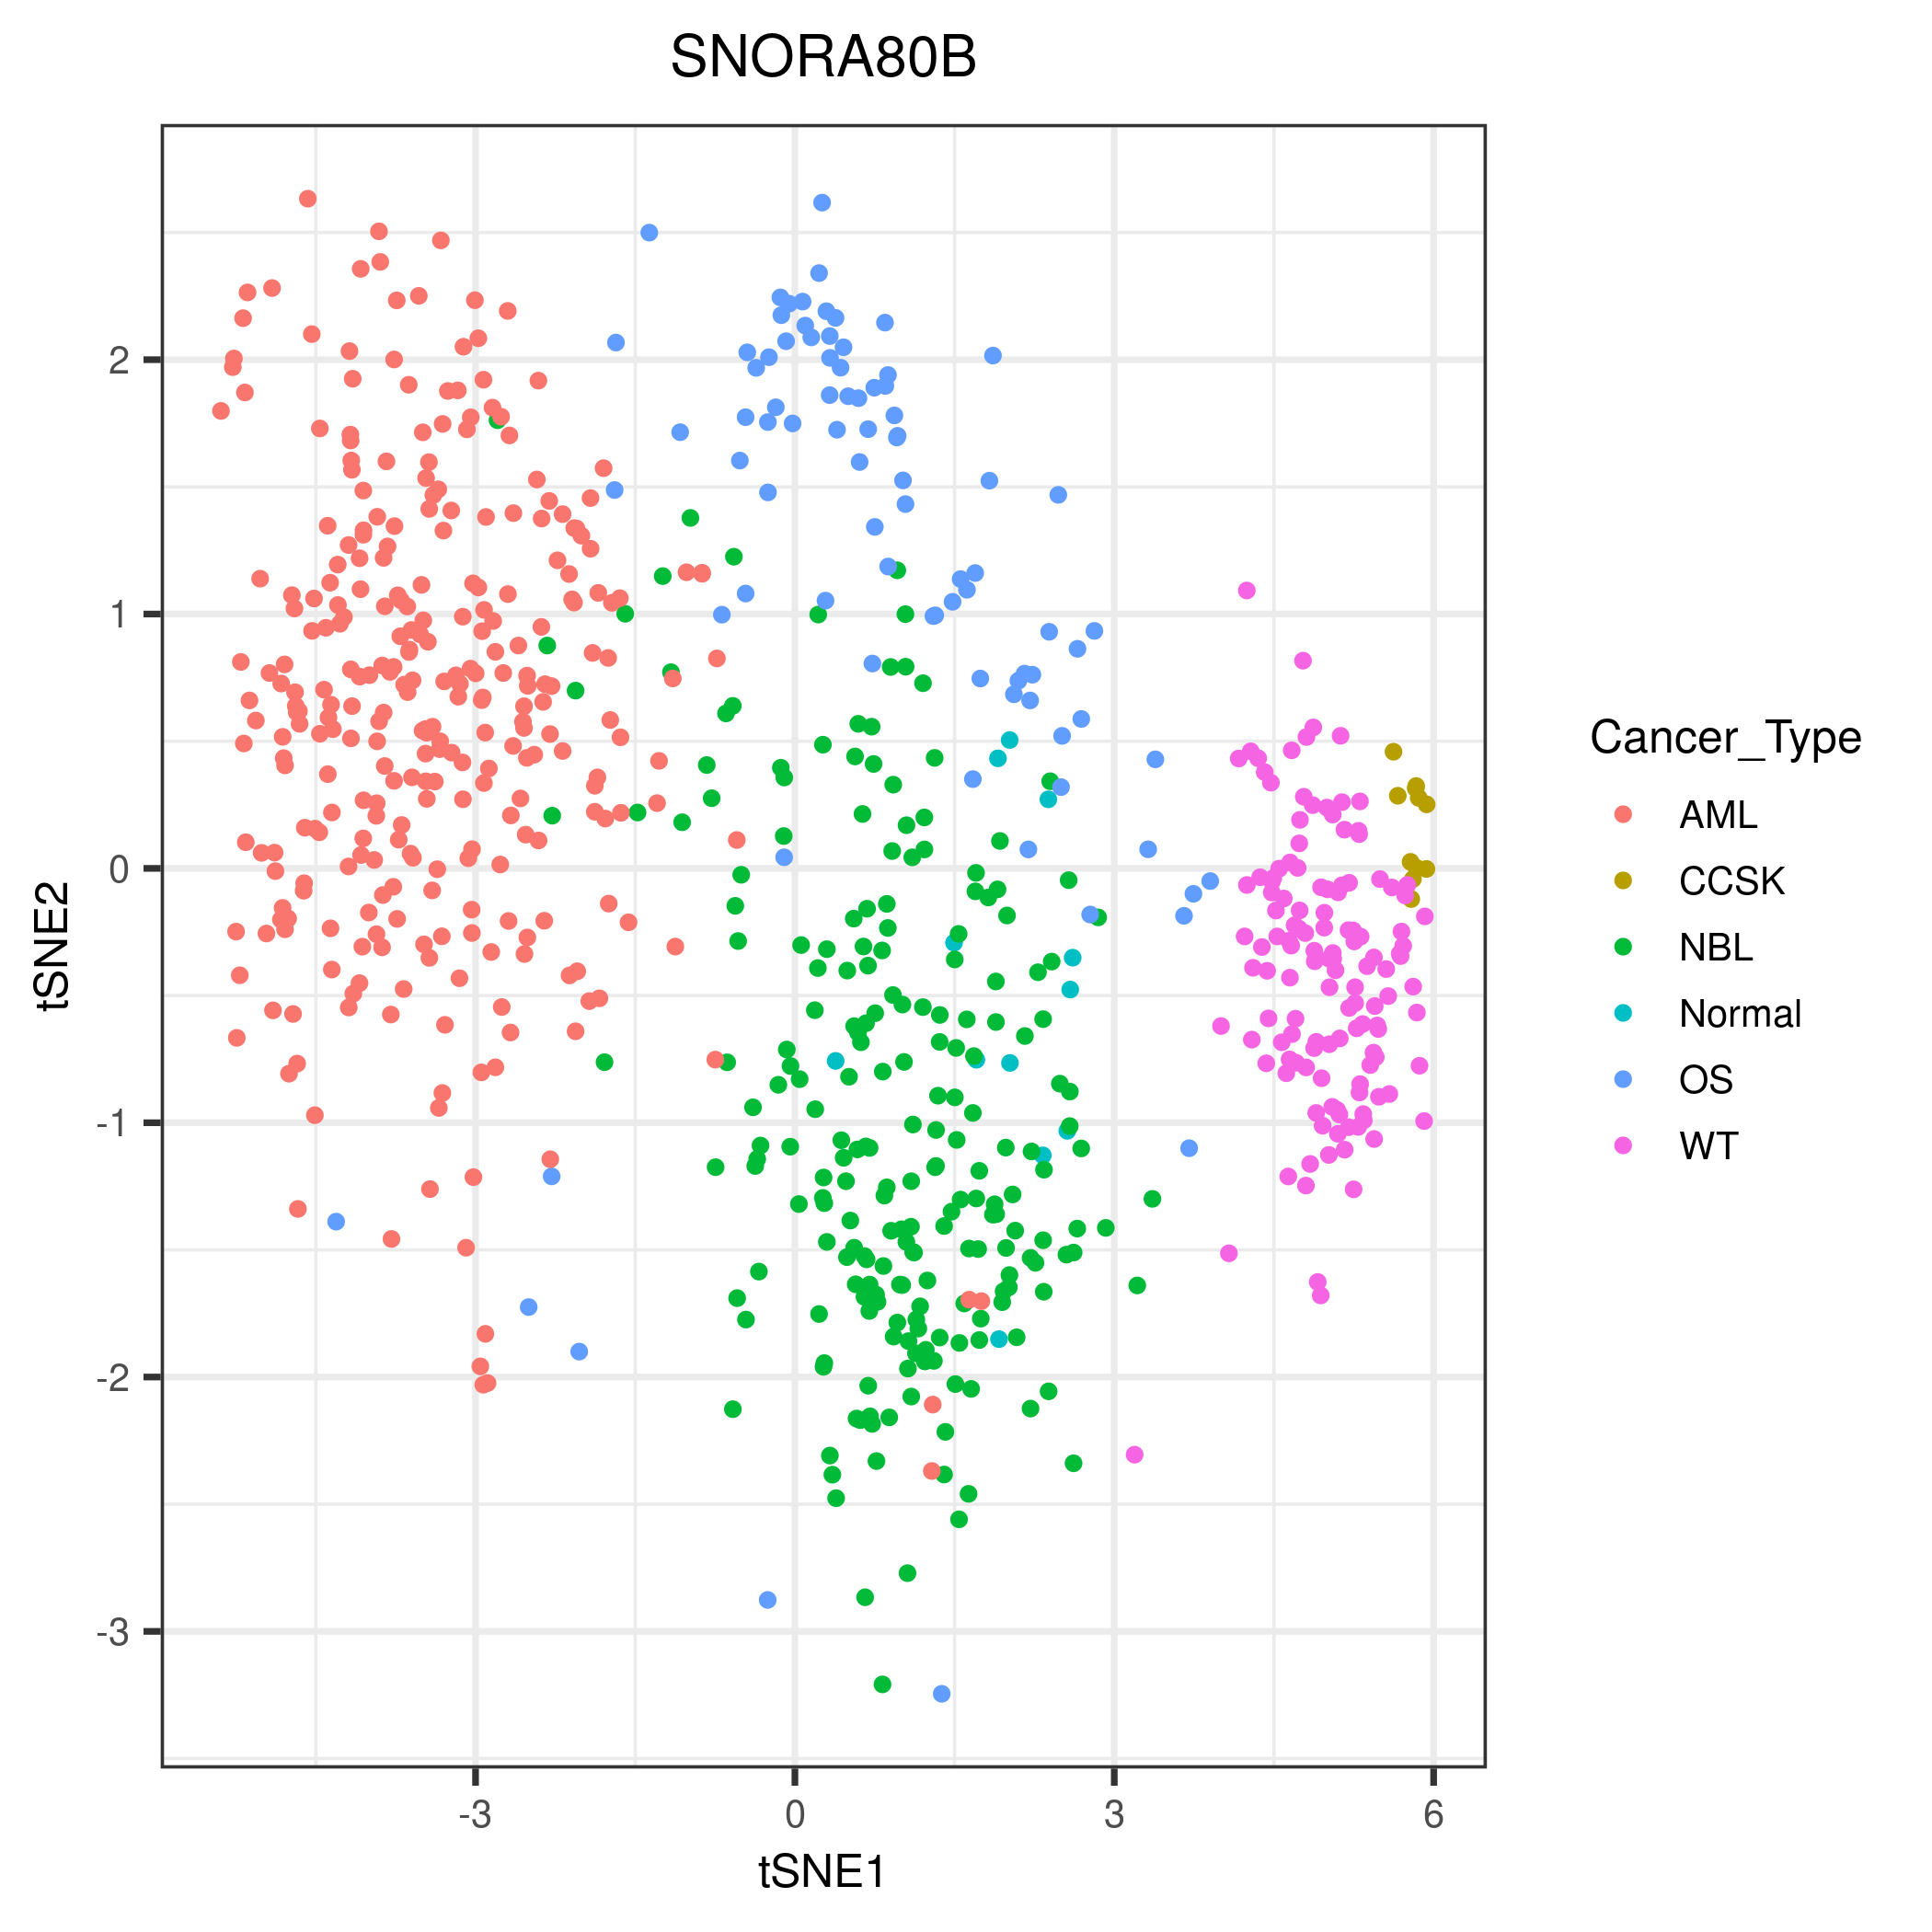 SNORA80B
2
1
0
-1
-2
-3
tSNE2
-3
0
3
6
tSNE1
Cancer_Type
AML
CCSK
NBL
Normal
OS
WT